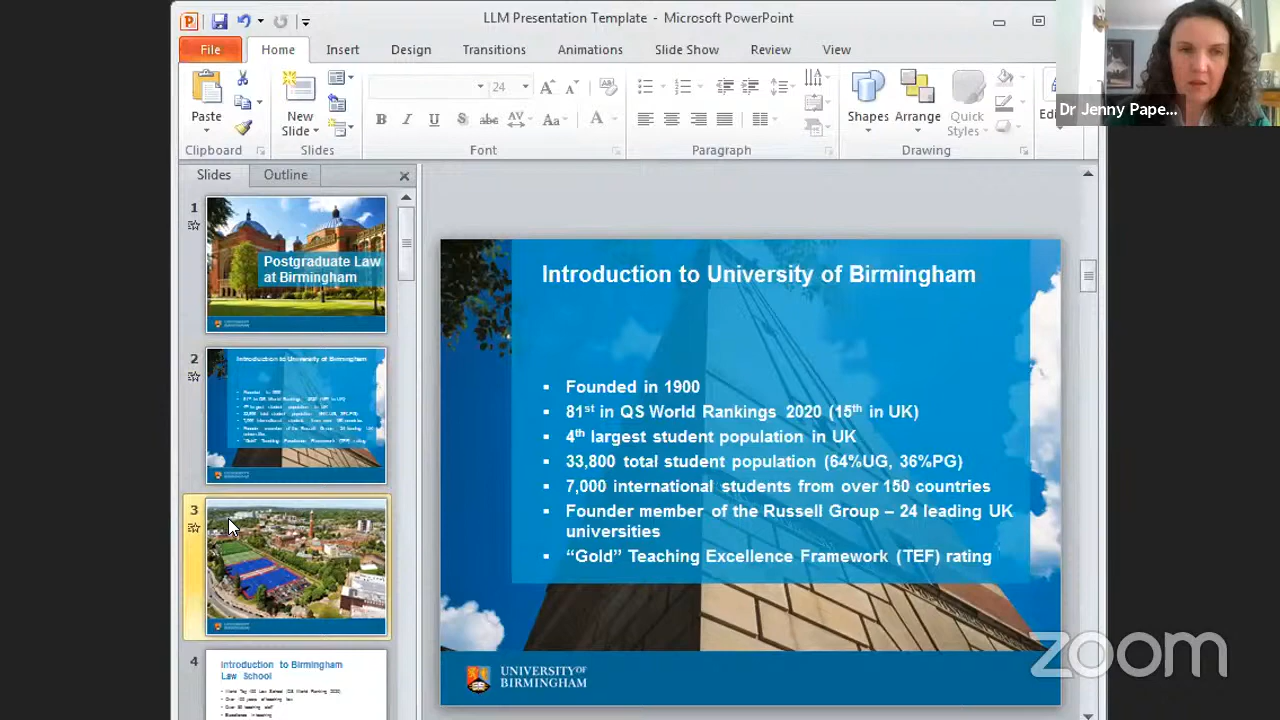 LLM Presentation Template - Microsoft PowerPoint
File Home Insert Design Transitions Animations Slide Show Review View
24
Paste
New
Slide
Shapes Arrange Quick
Styles
Clipboard Slides Font Paragraph Drawing
Dr Jenny Pape...
Slides Outline
1
Postgraduate Law
at Birmingham
2
Introduction to University of Birmingham
3
4
Introduction to Birmingham
Law School
Introduction to University of Birmingham
▪ Founded in 1900
▪ 81st in QS World Rankings 2020 (15th in UK)
▪ 4th largest student population in UK
▪ 33,800 total student population (64%UG, 36%PG)
▪ 7,000 international students from over 150 countries
▪ Founder member of the Russell Group – 24 leading UK
universities
▪ “Gold” Teaching Excellence Framework (TEF) rating
UNIVERSITY OF
BIRMINGHAM
zoom